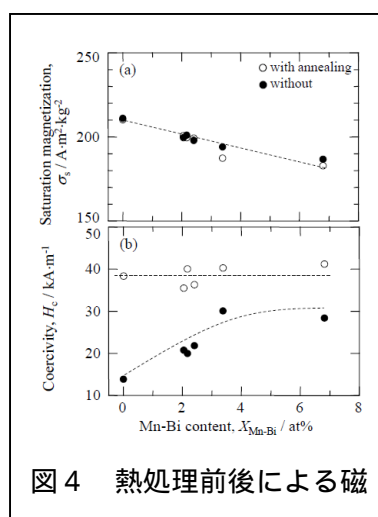 250
(a)
with annealing
without
Saturation magnetization,
σs / A·m²·kg-2
200
150
50
(b)
40
Coercivity, Hc / kA·m-1
30
20
10
0 2 4 6 8
Mn-Bi content, XMn-Bi / at%
図4 熱処理前後による磁